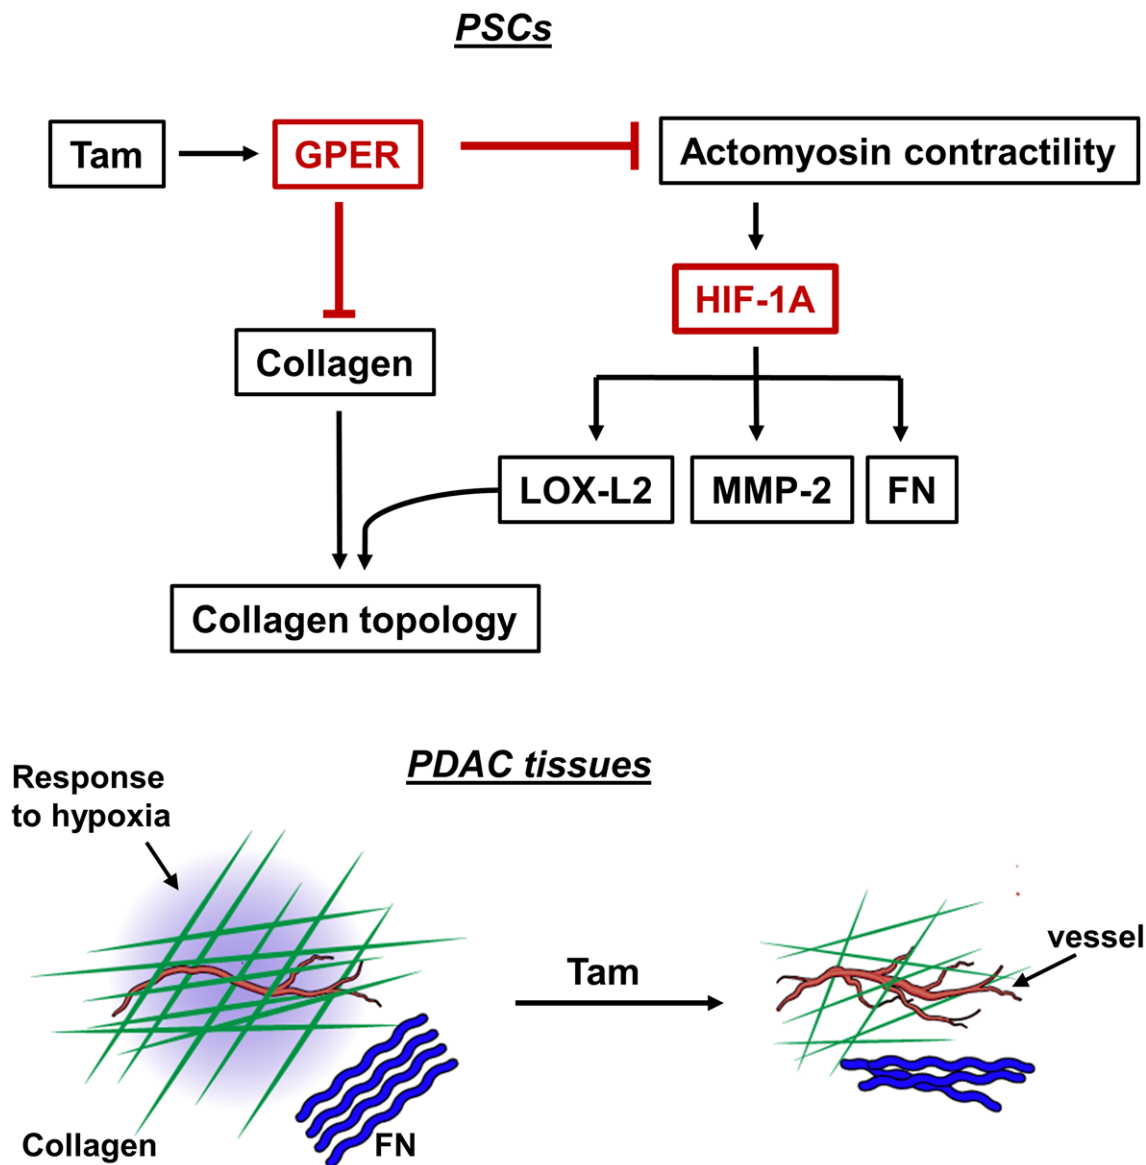 PSCs
Tam
GPER
Actomyosin contractility
HIF-1A
Collagen
LOX-L2
MMP-2
FN
Collagen topology
PDAC tissues
Response
to hypoxia
Tam
vessel
Collagen
FN